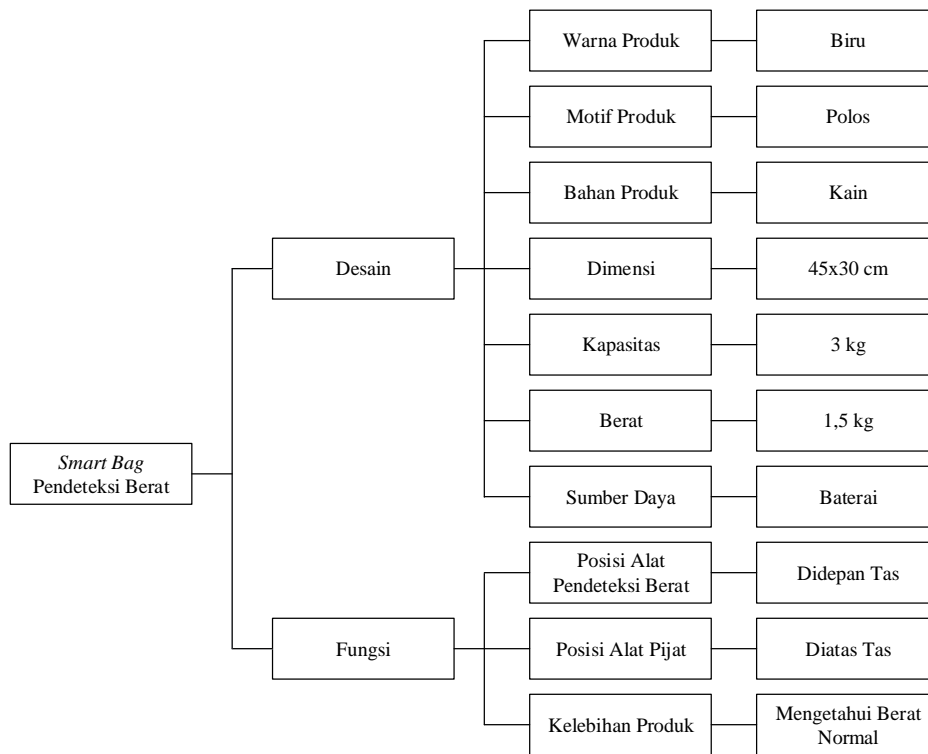 Warna Produk
Biru
Motif Produk
Polos
Bahan Produk
Kain
Desain
Dimensi
45x30 cm
Kapasitas
3 kg
Berat
1,5 kg
Smart Bag
Pendeteksi Berat
Sumber Daya
Baterai
Posisi Alat
Pendeteksi Berat
Didepan Tas
Fungsi
Posisi Alat Pijat
Diatas Tas
Kelebihan Produk
Mengetahui Berat
Normal